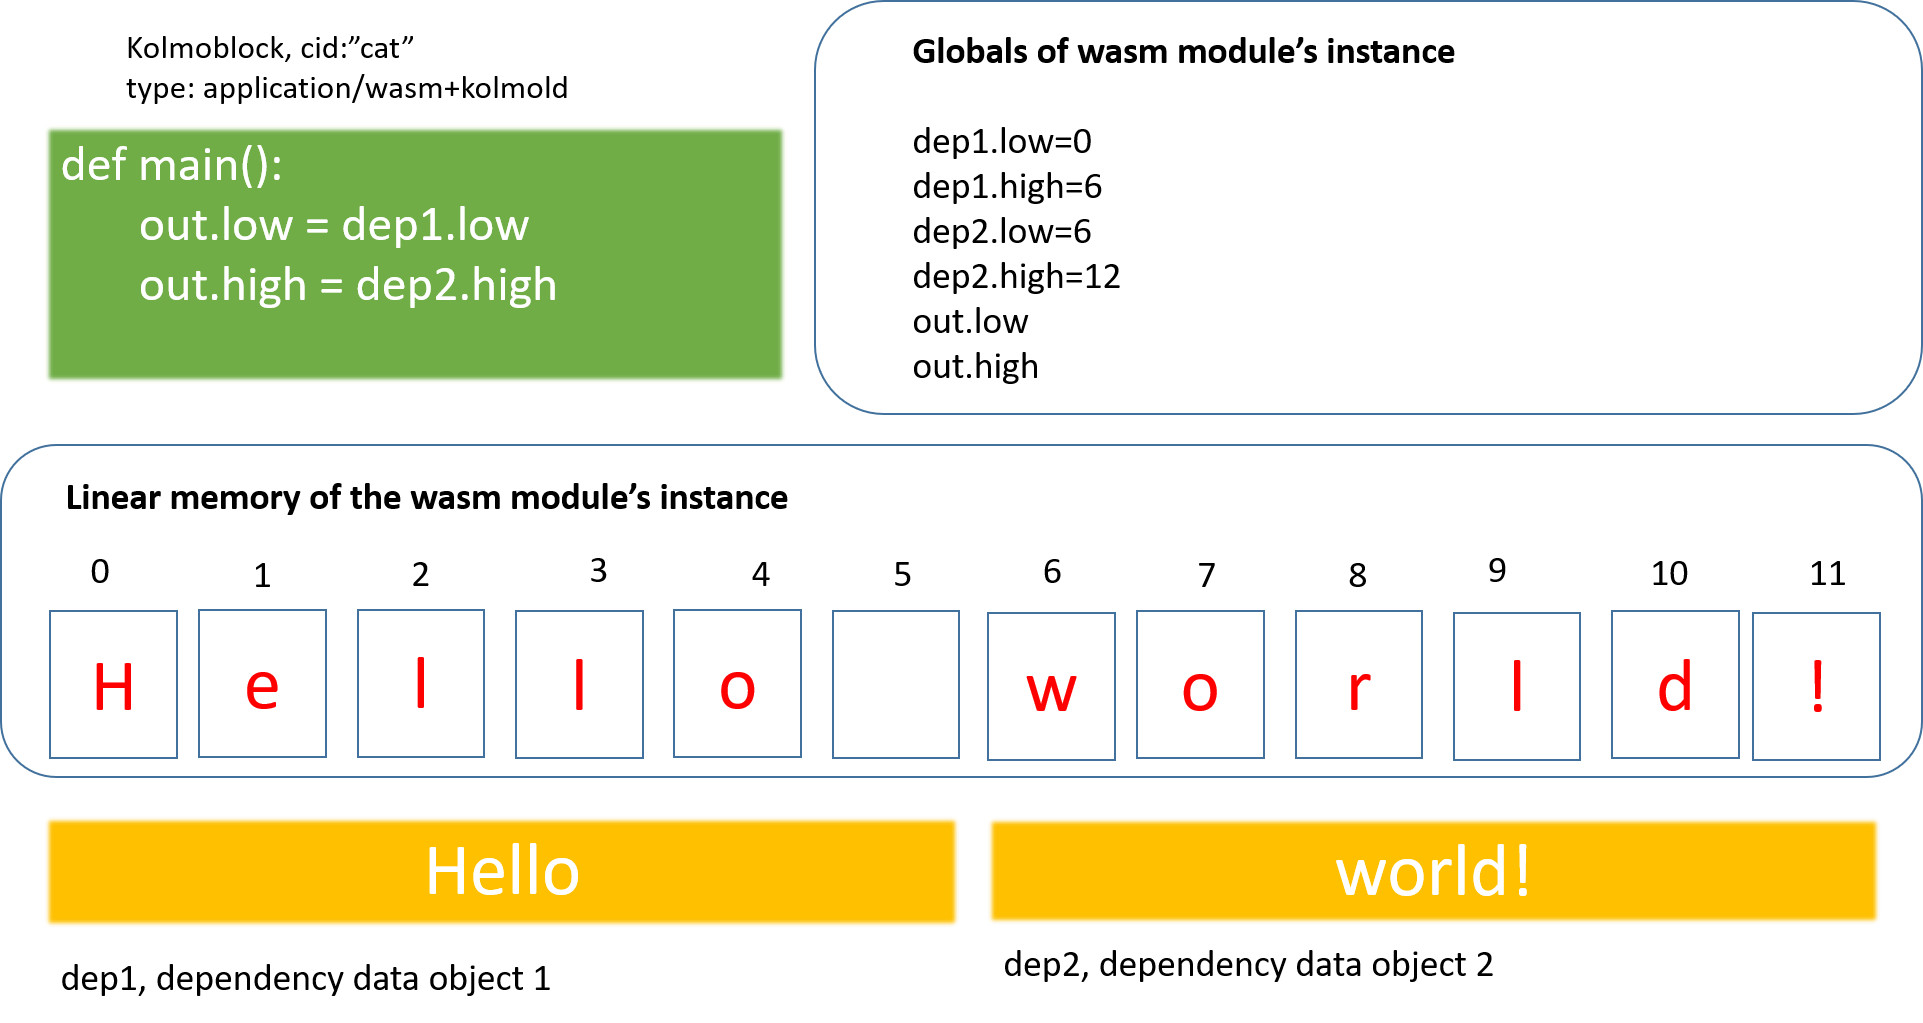 Kolmoblock, cid:”cat”
type: application/wasm+kolmold
def main():
out.low = dep1.low
out.high = dep2.high
Globals of wasm module’s instance
dep1.low=0
dep1.high=6
dep2.low=6
dep2.high=12
out.low
out.high
Linear memory of the wasm module’s instance
0 1 2 3 4 5 6 7 8 9 10 11
H e l l o w o r l d !
Hello world!
dep1, dependency data object 1
dep2, dependency data object 2